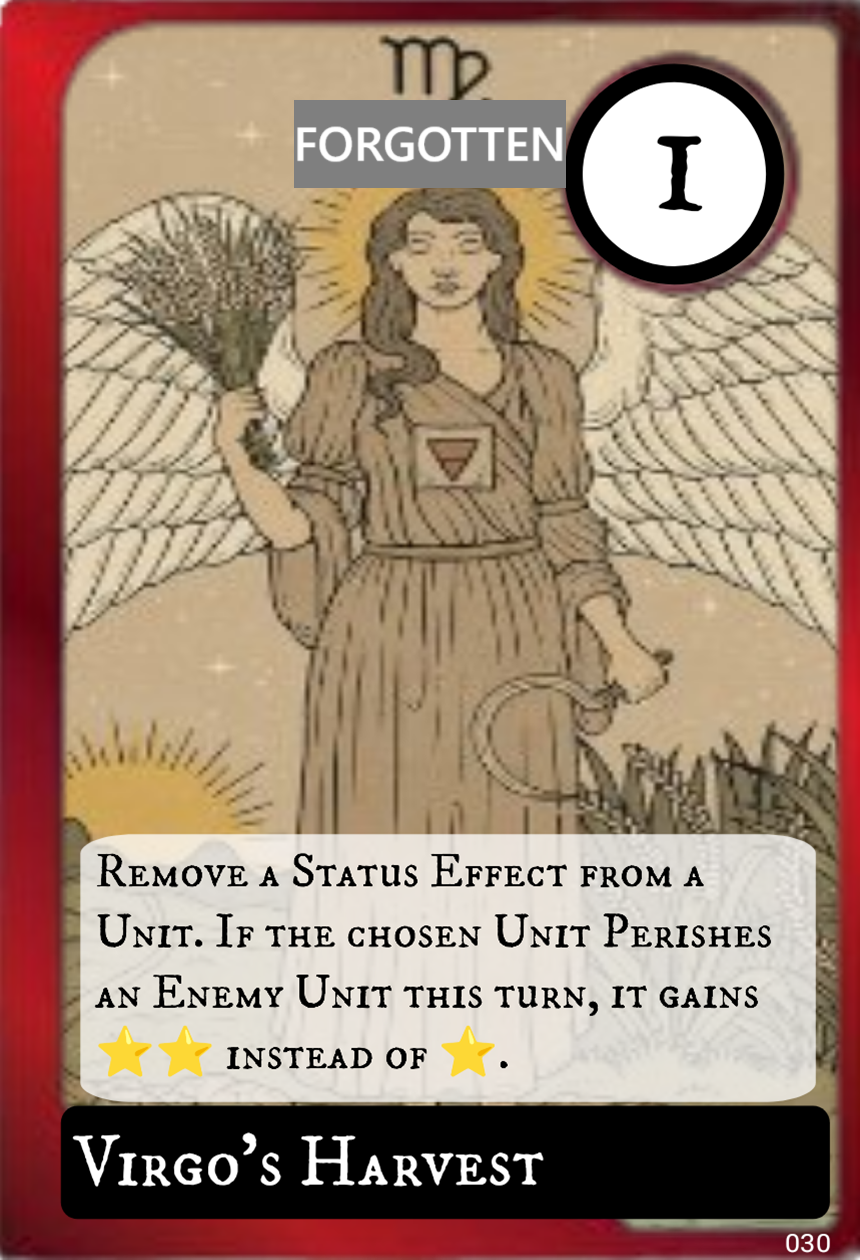 ♍
FORGOTTEN
I
Remove a Status Effect from a
Unit. If the chosen Unit Perishes
an Enemy Unit this turn, it gains
⭐⭐ instead of ⭐.
Virgo's Harvest
030